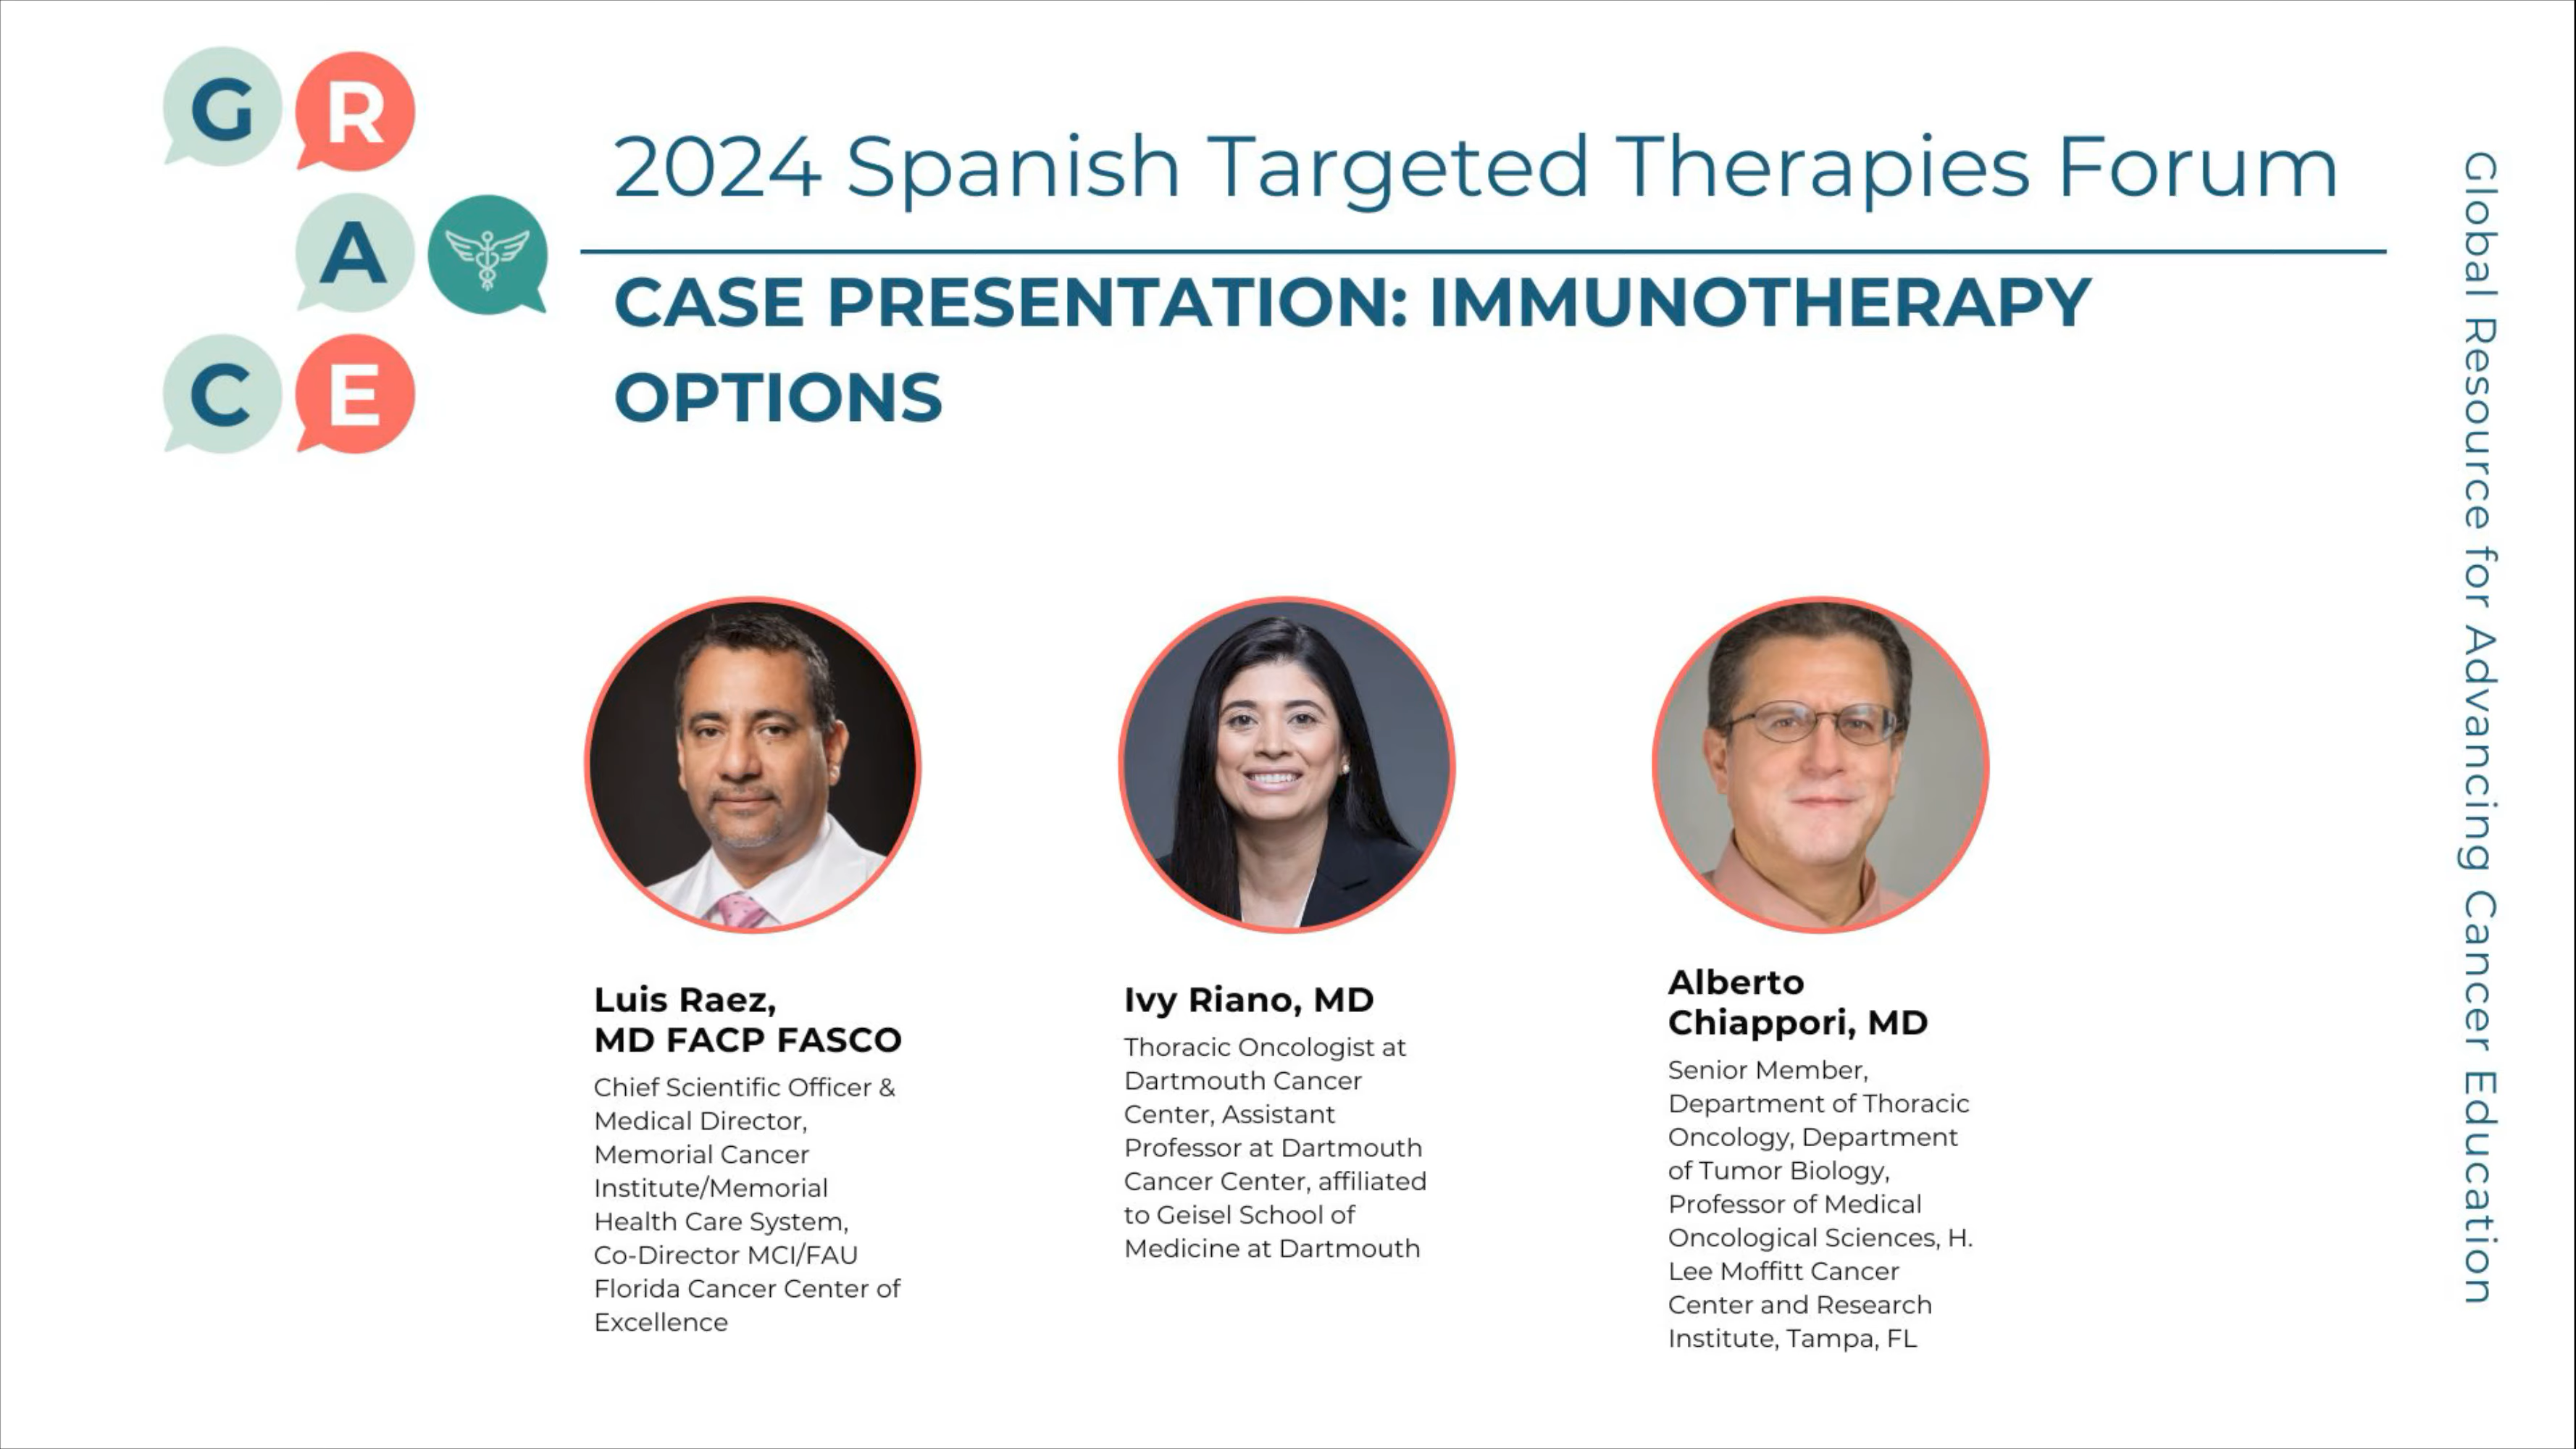 G R
A
C E
2024 Spanish Targeted Therapies Forum
CASE PRESENTATION: IMMUNOTHERAPY
OPTIONS
Luis Raez,
MD FACP FASCO
Chief Scientific Officer &
Medical Director,
Memorial Cancer
Institute/Memorial
Health Care System,
Co-Director MCI/FAU
Florida Cancer Center of
Excellence
Ivy Riano, MD
Thoracic Oncologist at
Dartmouth Cancer
Center, Assistant
Professor at Dartmouth
Cancer Center, affiliated
to Geisel School of
Medicine at Dartmouth
Alberto
Chiappori, MD
Senior Member,
Department of Thoracic
Oncology, Department
of Tumor Biology,
Professor of Medical
Oncological Sciences, H.
Lee Moffitt Cancer
Center and Research
Institute, Tampa, FL
Global Resource for Advancing Cancer Education